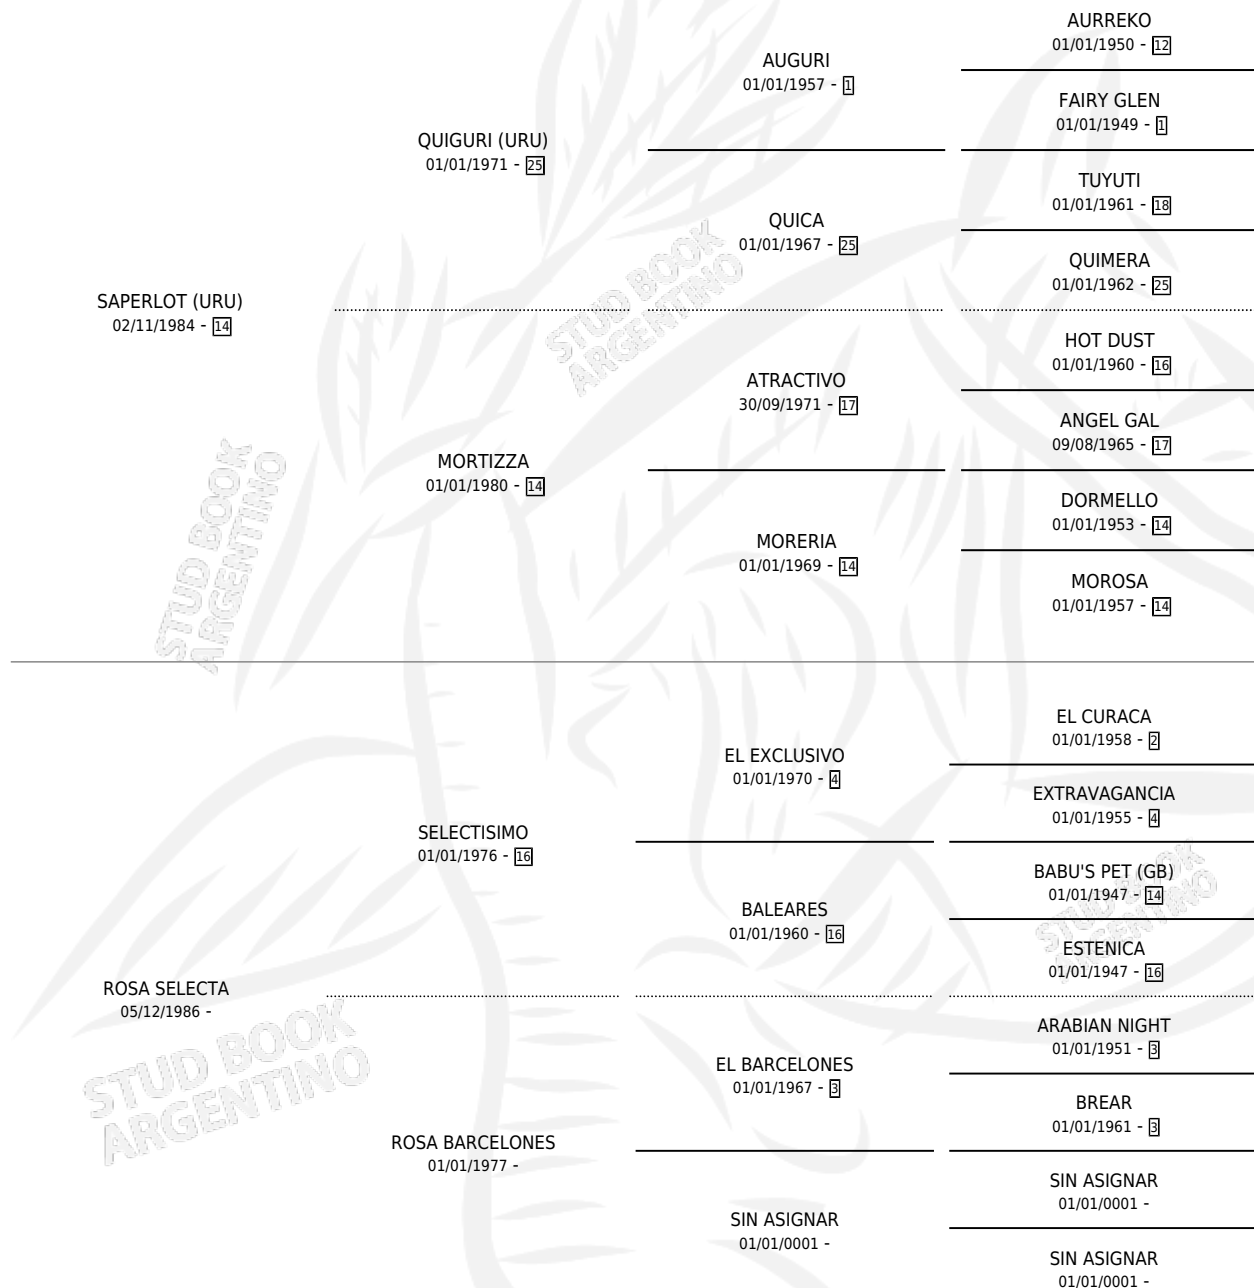 AURREKO
01/01/1950 - 12
AUGURI
01/01/1957 - 1
FAIRY GLEN
01/01/1949 - 1
QUIGURI (URU)
01/01/1971 - 25
TUYUTI
01/01/1961 - 18
QUICA
01/01/1967 - 25
QUIMERA
01/01/1962 - 25
SAPERLOT (URU)
02/11/1984 - 14
HOT DUST
01/01/1960 - 16
ATRACTIVO
30/09/1971 - 17
ANGEL GAL
09/08/1965 - 17
MORTIZZA
01/01/1980 - 14
DORMELLO
01/01/1953 - 14
MORERIA
01/01/1969 - 14
MOROSA
01/01/1957 - 14
EL CURACA
01/01/1958 - 2
EL EXCLUSIVO
01/01/1970 - 4
EXTRAVAGANCIA
01/01/1955 - 4
SELECTISIMO
01/01/1976 - 16
BABU'S PET (GB)
01/01/1947 - 14
BALEARES
01/01/1960 - 16
ESTENICA
01/01/1947 - 16
ROSA SELECTA
05/12/1986 -
ARABIAN NIGHT
01/01/1951 - 3
EL BARCELONES
01/01/1967 - 3
BREAR
01/01/1961 - 3
ROSA BARCELONES
01/01/1977 -
SIN ASIGNAR
01/01/0001 -
SIN ASIGNAR
01/01/0001 -
SIN ASIGNAR
01/01/0001 -
STUD BOOK
ARGENTINO
STUD BOOK
ARGENTINO
STUD BOOK
ARGENTINO
STUD BOOK
ARGENTINO